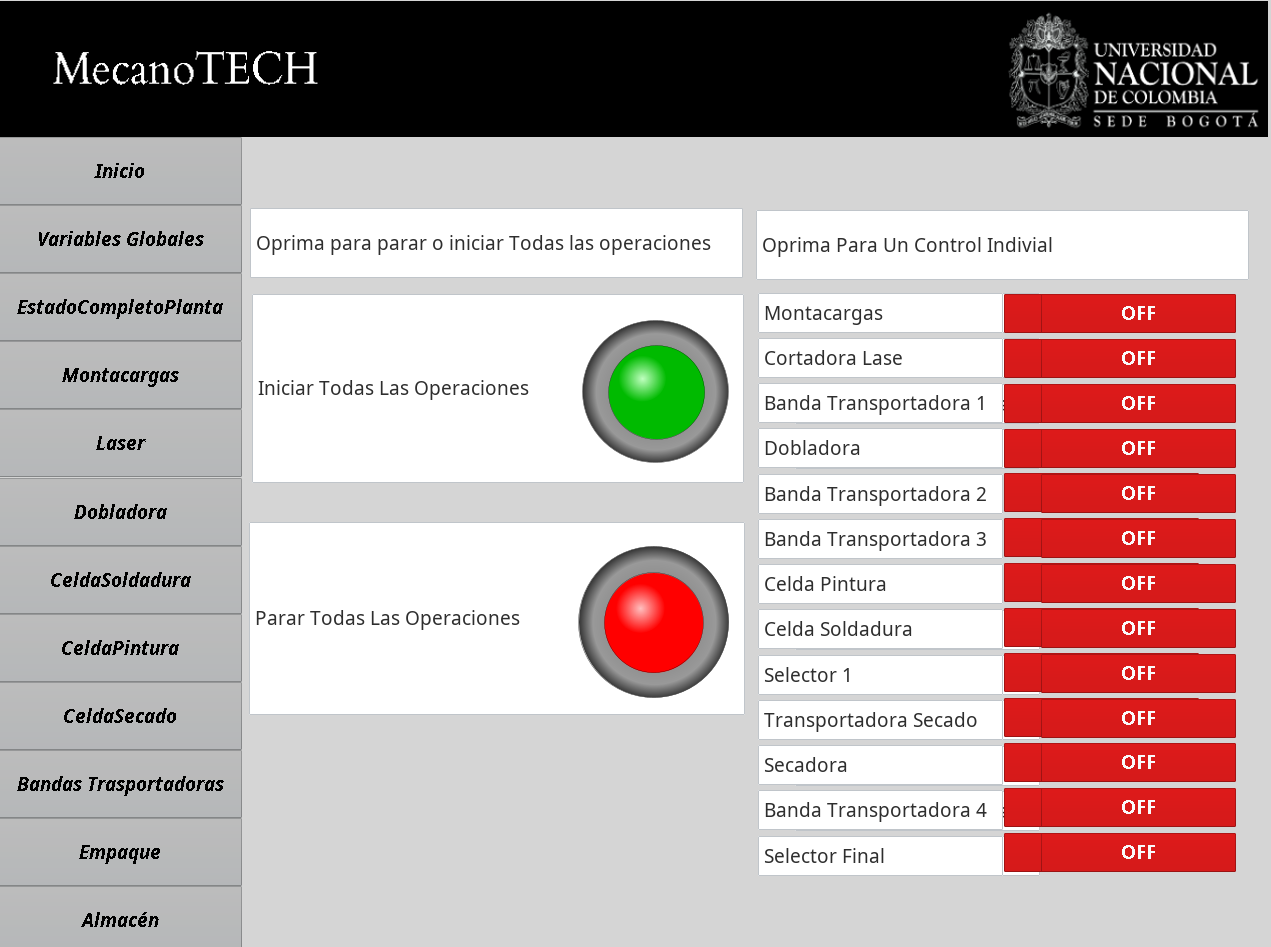 MecanoTECH
UNIVERSIDAD
NACIONAL
DE COLOMBIA
SEDE BOGOTÁ
Inicio
Variables Globales
EstadoCompletoPlanta
Montacargas
Laser
Dobladora
CeldaSoldadura
CeldaPintura
CeldaSecado
Bandas Trasportadoras
Empaque
Almacén
Oprima para parar o iniciar Todas las operaciones
Iniciar Todas Las Operaciones
Parar Todas Las Operaciones
Oprima Para Un Control Indivial
Montacargas OFF
Cortadora Lase OFF
Banda Transportadora 1 OFF
Dobladora OFF
Banda Transportadora 2 OFF
Banda Transportadora 3 OFF
Celda Pintura OFF
Celda Soldadura OFF
Selector 1 OFF
Transportadora Secado OFF
Secadora OFF
Banda Transportadora 4 OFF
Selector Final OFF